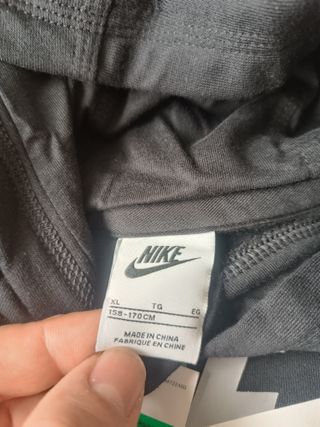 NIKE
XL TG EG
158-170CM
MADE IN CHINA
FABRIQUÉ EN CHINE